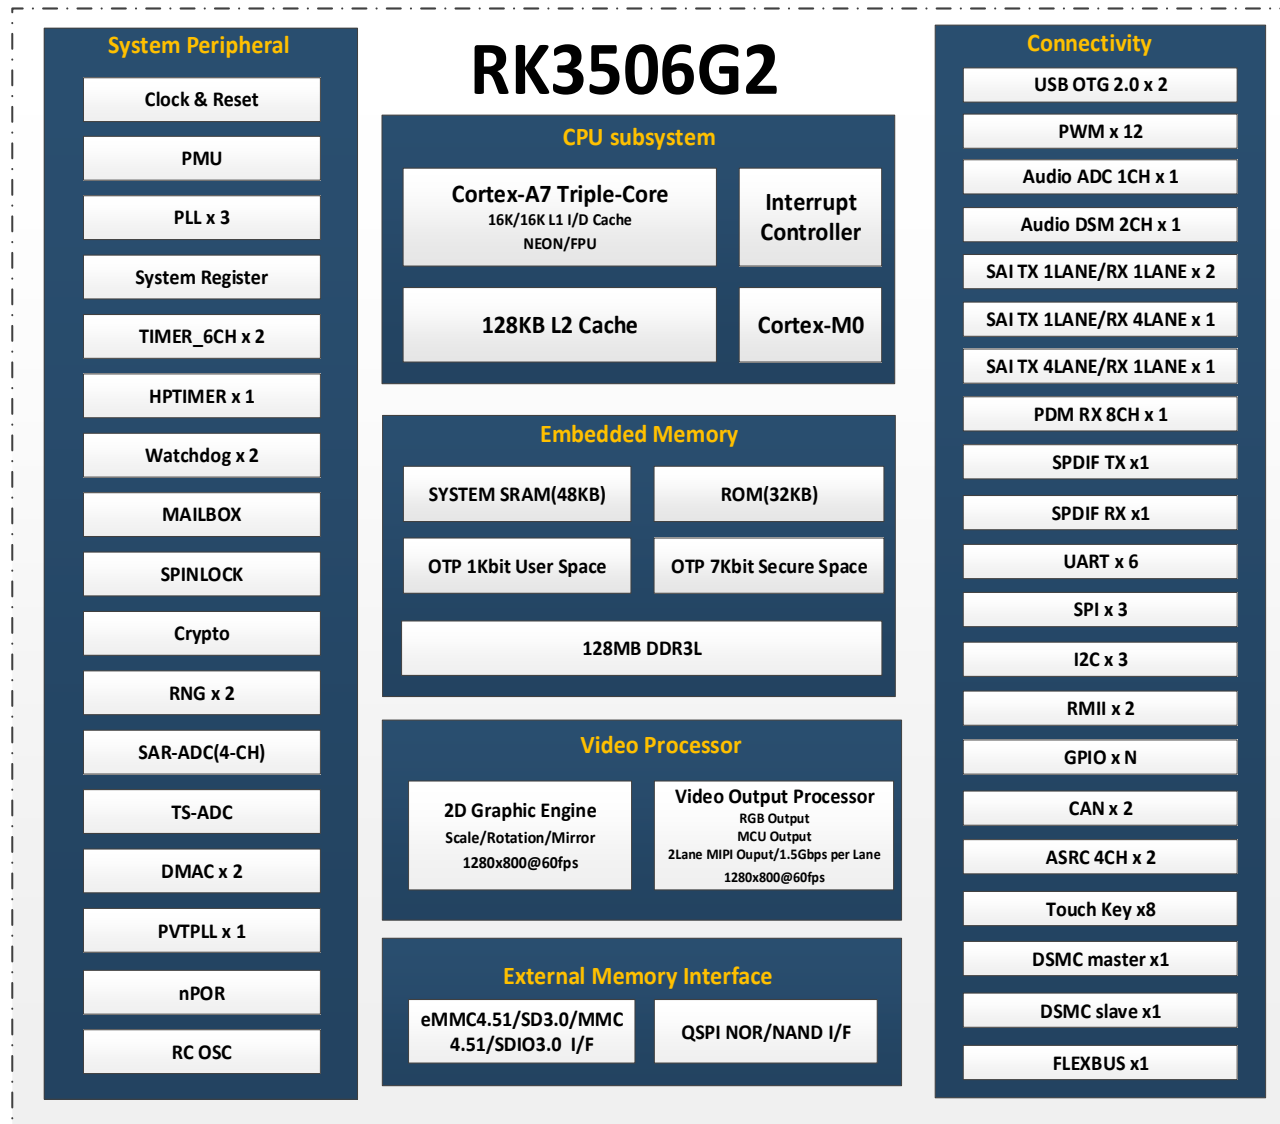 System Peripheral
Clock & Reset
PMU
PLL x 3
System Register
TIMER_6CH x 2
HPTIMER x 1
Watchdog x 2
MAILBOX
SPINLOCK
Crypto
RNG x 2
SAR-ADC(4-CH)
TS-ADC
DMAC x 2
PVTPLL x 1
nPOR
RC OSC
RK3506G2
CPU subsystem
Cortex-A7 Triple-Core
16K/16K L1 I/D Cache
NEON/FPU
Interrupt
Controller
128KB L2 Cache
Cortex-M0
Embedded Memory
SYSTEM SRAM(48KB)
ROM(32KB)
OTP 1Kbit User Space
OTP 7Kbit Secure Space
128MB DDR3L
Video Processor
2D Graphic Engine
Scale/Rotation/Mirror
1280x800@60fps
Video Output Processor
RGB Output
MCU Output
2Lane MIPI Ouput/1.5Gbps per Lane
1280x800@60fps
External Memory Interface
eMMC4.51/SD3.0/MMC
4.51/SDIO3.0 I/F
QSPI NOR/NAND I/F
Connectivity
USB OTG 2.0 x 2
PWM x 12
Audio ADC 1CH x 1
Audio DSM 2CH x 1
SAI TX 1LANE/RX 1LANE x 2
SAI TX 1LANE/RX 4LANE x 1
SAI TX 4LANE/RX 1LANE x 1
PDM RX 8CH x 1
SPDIF TX x1
SPDIF RX x1
UART x 6
SPI x 3
I2C x 3
RMII x 2
GPIO x N
CAN x 2
ASRC 4CH x 2
Touch Key x8
DSMC master x1
DSMC slave x1
FLEXBUS x1